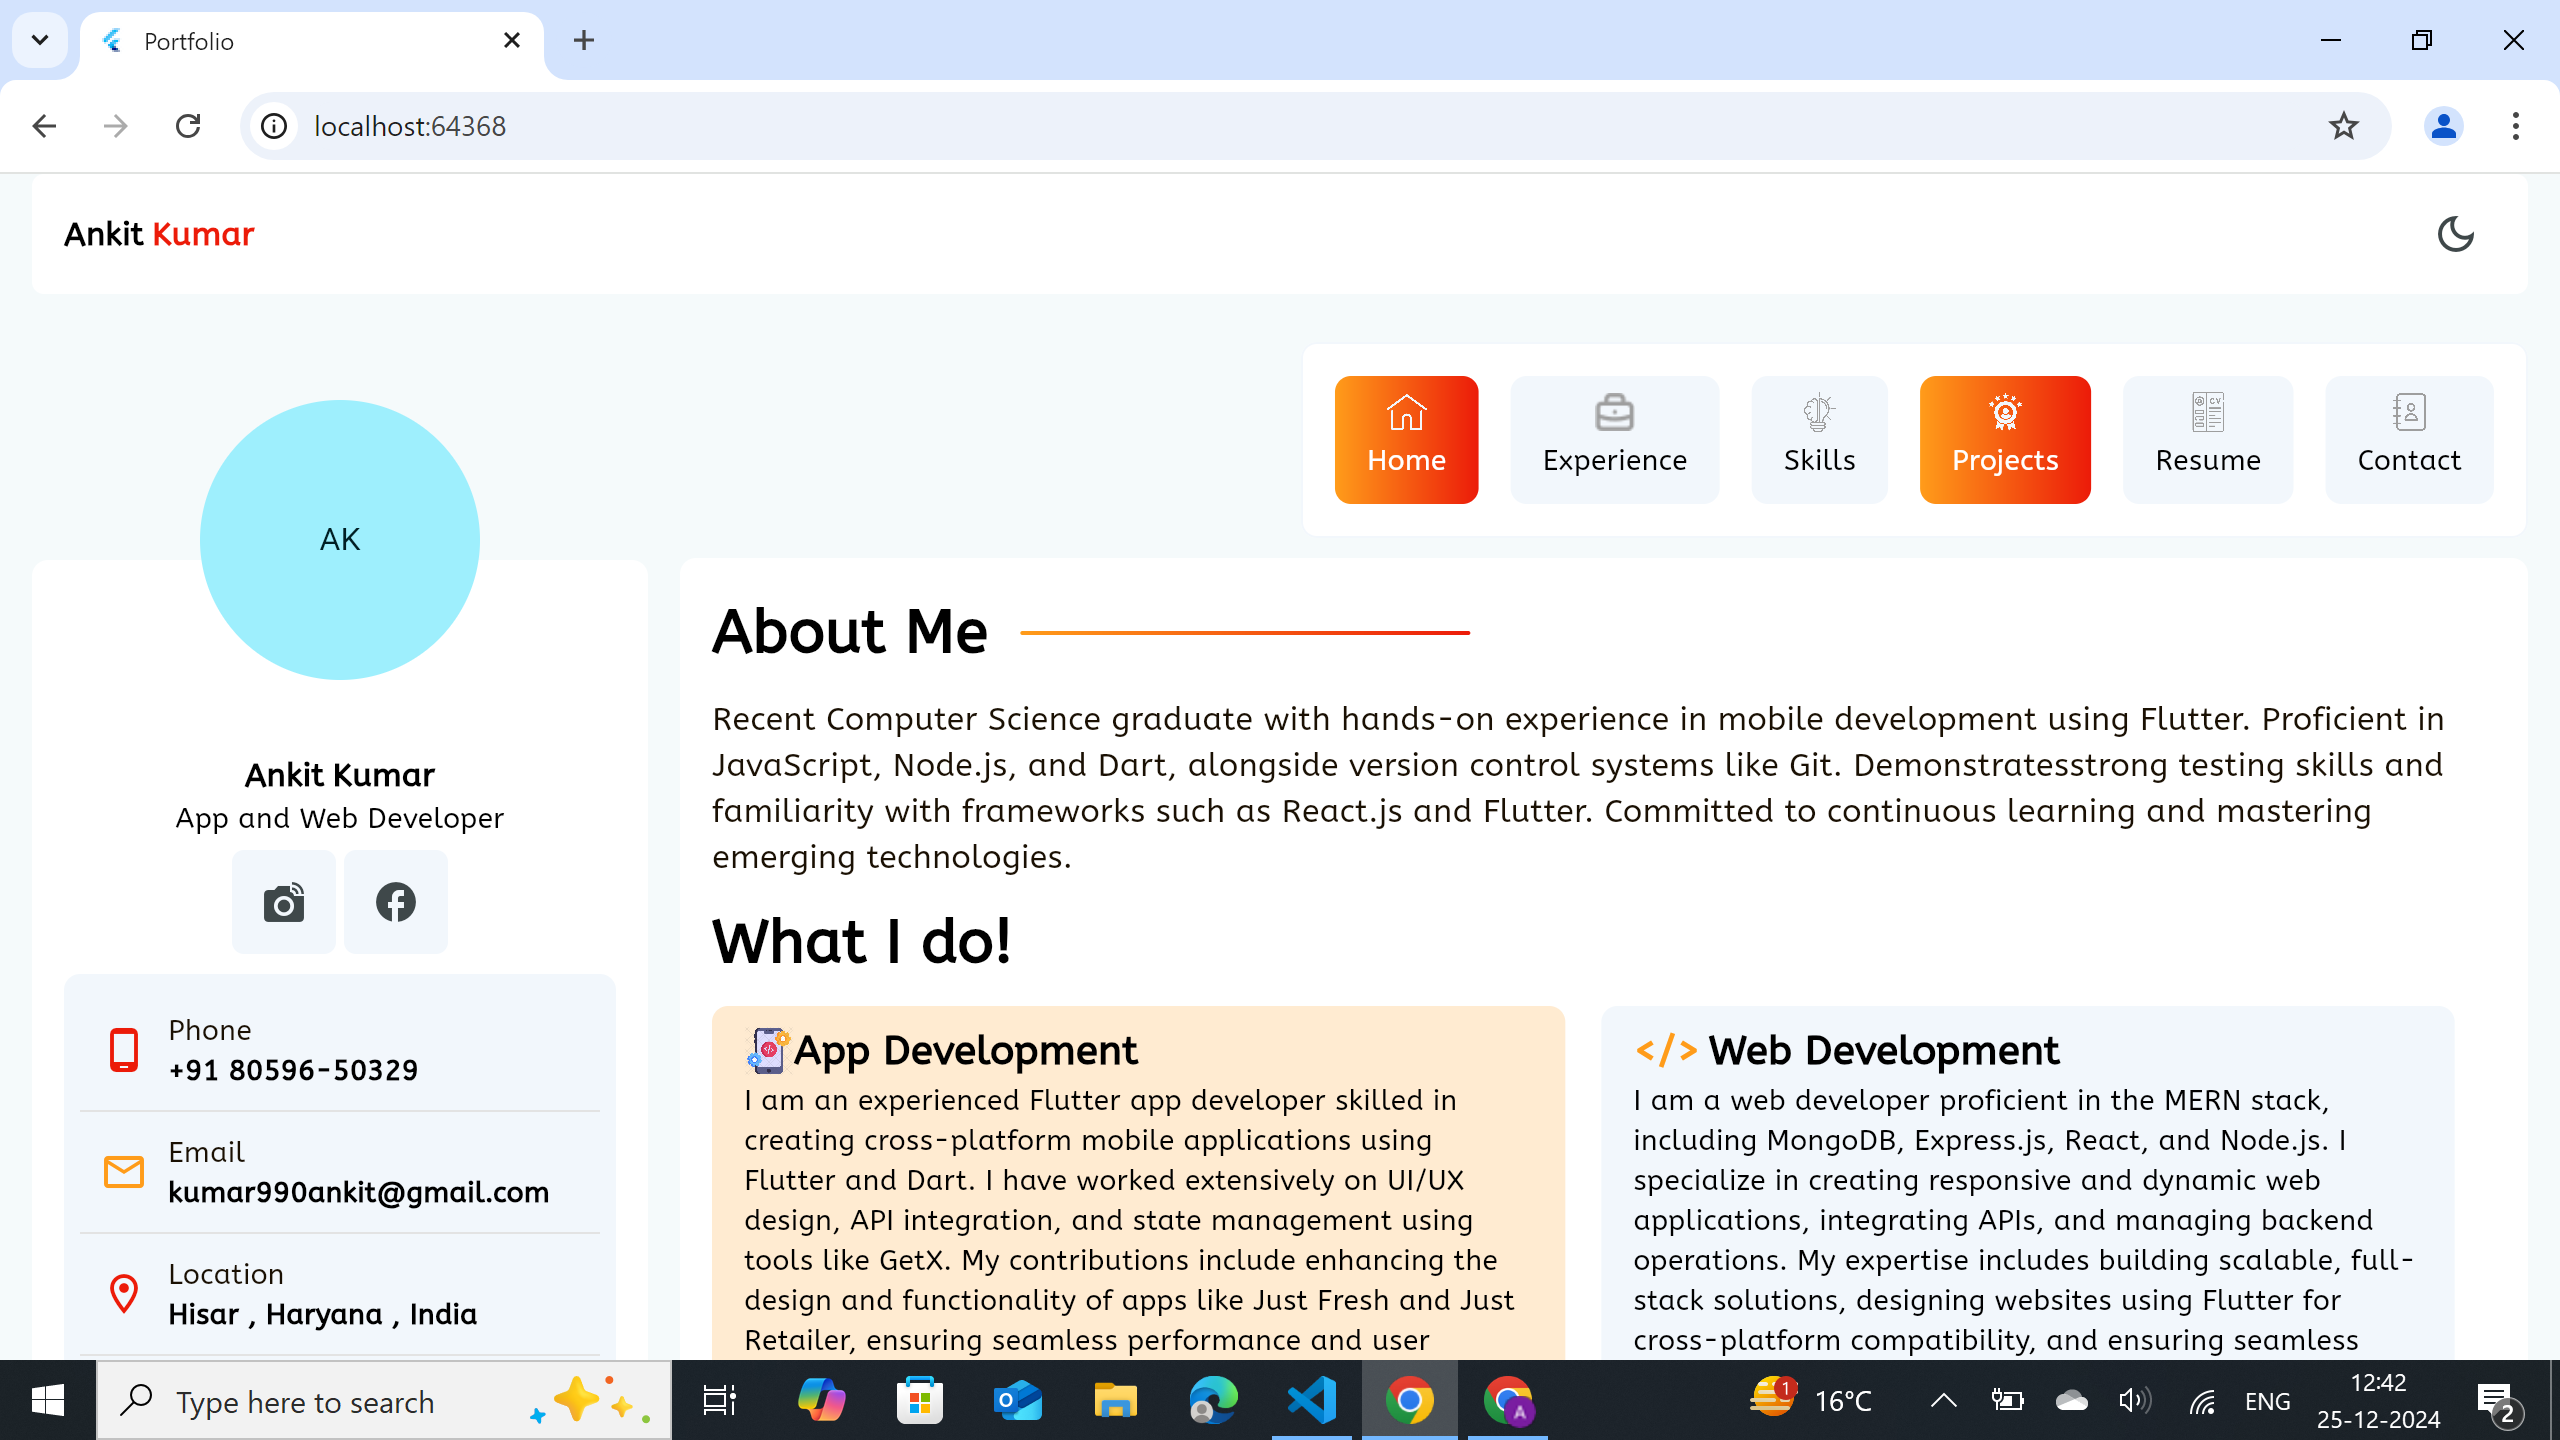 Portfolio
localhost:64368
Ankit Kumar
Home
Experience
Skills
Projects
CV
Resume
Contact
AK
Ankit Kumar
App and Web Developer
Phone
+91 80596-50329
Email
kumar990ankit@gmail.com
Location
Hisar , Haryana , India
About Me
Recent Computer Science graduate with hands-on experience in mobile development using Flutter. Proficient in
JavaScript, Node.js, and Dart, alongside version control systems like Git. Demonstratesstrong testing skills and
familiarity with frameworks such as React.js and Flutter. Committed to continuous learning and mastering
emerging technologies.
What I do!
App Development
I am an experienced Flutter app developer skilled in
creating cross-platform mobile applications using
Flutter and Dart. I have worked extensively on UI/UX
design, API integration, and state management using
tools like GetX. My contributions include enhancing the
design and functionality of apps like Just Fresh and Just
Retailer, ensuring seamless performance and user
</> Web Development
I am a web developer proficient in the MERN stack,
including MongoDB, Express.js, React, and Node.js. I
specialize in creating responsive and dynamic web
applications, integrating APIs, and managing backend
operations. My expertise includes building scalable, full-
stack solutions, designing websites using Flutter for
cross-platform compatibility, and ensuring seamless
Type here to search
O
A
1
16°C
ENG
12:42
25-12-2024
2